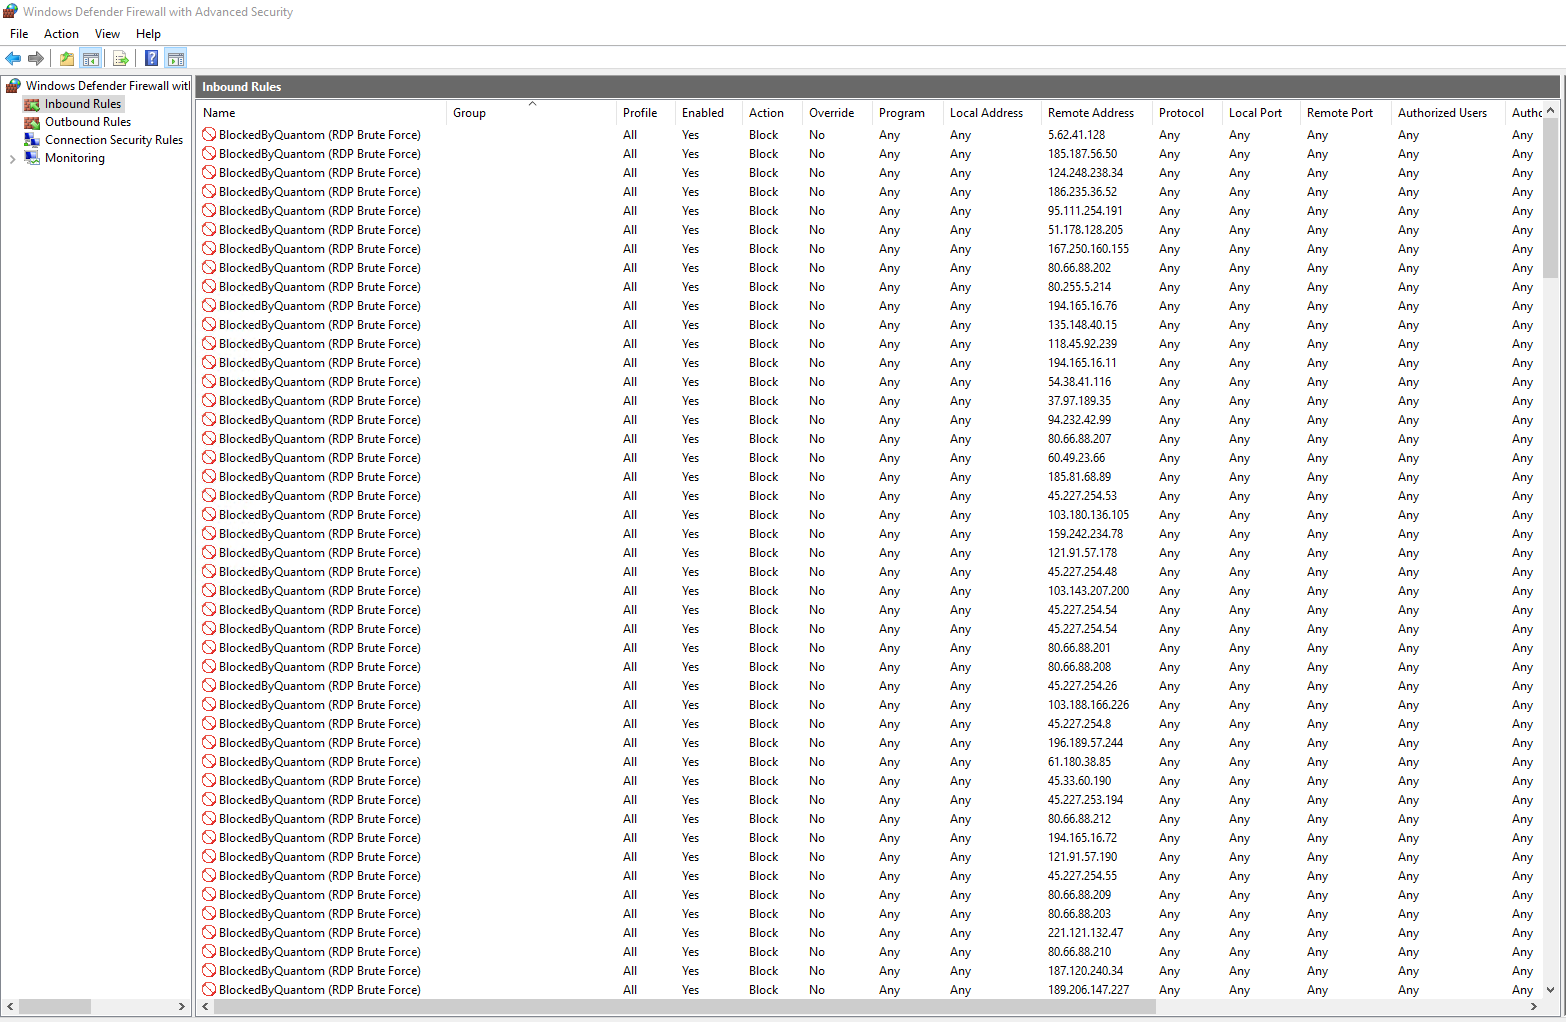 Windows Defender Firewall with Advanced Security
File Action View Help
Windows Defender Firewall with
Inbound Rules
Outbound Rules
Connection Security Rules
Monitoring
Inbound Rules
Name Group Profile Enabled Action Override Program Local Address Remote Address Protocol Local Port Remote Port Authorized Users
BlockedByQuantom (RDP Brute Force) All Yes Block No Any Any 5.62.41.128 Any Any Any Any Any
BlockedByQuantom (RDP Brute Force) All Yes Block No Any Any 185.187.56.50 Any Any Any Any Any
BlockedByQuantom (RDP Brute Force) All Yes Block No Any Any 124.248.238.34 Any Any Any Any Any
BlockedByQuantom (RDP Brute Force) All Yes Block No Any Any 186.235.36.52 Any Any Any Any Any
BlockedByQuantom (RDP Brute Force) All Yes Block No Any Any 95.111.254.191 Any Any Any Any Any
BlockedByQuantom (RDP Brute Force) All Yes Block No Any Any 51.178.128.205 Any Any Any Any Any
BlockedByQuantom (RDP Brute Force) All Yes Block No Any Any 167.250.160.155 Any Any Any Any Any
BlockedByQuantom (RDP Brute Force) All Yes Block No Any Any 80.66.88.202 Any Any Any Any Any
BlockedByQuantom (RDP Brute Force) All Yes Block No Any Any 80.255.5.214 Any Any Any Any Any
BlockedByQuantom (RDP Brute Force) All Yes Block No Any Any 194.165.16.76 Any Any Any Any Any
BlockedByQuantom (RDP Brute Force) All Yes Block No Any Any 135.148.40.15 Any Any Any Any Any
BlockedByQuantom (RDP Brute Force) All Yes Block No Any Any 118.45.92.239 Any Any Any Any Any
BlockedByQuantom (RDP Brute Force) All Yes Block No Any Any 194.165.16.11 Any Any Any Any Any
BlockedByQuantom (RDP Brute Force) All Yes Block No Any Any 54.38.41.116 Any Any Any Any Any
BlockedByQuantom (RDP Brute Force) All Yes Block No Any Any 37.97.189.35 Any Any Any Any Any
BlockedByQuantom (RDP Brute Force) All Yes Block No Any Any 94.232.42.99 Any Any Any Any Any
BlockedByQuantom (RDP Brute Force) All Yes Block No Any Any 80.66.88.207 Any Any Any Any Any
BlockedByQuantom (RDP Brute Force) All Yes Block No Any Any 60.49.23.66 Any Any Any Any Any
BlockedByQuantom (RDP Brute Force) All Yes Block No Any Any 185.81.68.89 Any Any Any Any Any
BlockedByQuantom (RDP Brute Force) All Yes Block No Any Any 45.227.254.53 Any Any Any Any Any
BlockedByQuantom (RDP Brute Force) All Yes Block No Any Any 103.180.136.105 Any Any Any Any Any
BlockedByQuantom (RDP Brute Force) All Yes Block No Any Any 159.242.234.78 Any Any Any Any Any
BlockedByQuantom (RDP Brute Force) All Yes Block No Any Any 121.91.57.178 Any Any Any Any Any
BlockedByQuantom (RDP Brute Force) All Yes Block No Any Any 45.227.254.48 Any Any Any Any Any
BlockedByQuantom (RDP Brute Force) All Yes Block No Any Any 103.143.207.200 Any Any Any Any Any
BlockedByQuantom (RDP Brute Force) All Yes Block No Any Any 45.227.254.54 Any Any Any Any Any
BlockedByQuantom (RDP Brute Force) All Yes Block No Any Any 45.227.254.54 Any Any Any Any Any
BlockedByQuantom (RDP Brute Force) All Yes Block No Any Any 80.66.88.201 Any Any Any Any Any
BlockedByQuantom (RDP Brute Force) All Yes Block No Any Any 80.66.88.208 Any Any Any Any Any
BlockedByQuantom (RDP Brute Force) All Yes Block No Any Any 45.227.254.26 Any Any Any Any Any
BlockedByQuantom (RDP Brute Force) All Yes Block No Any Any 103.188.166.226 Any Any Any Any Any
BlockedByQuantom (RDP Brute Force) All Yes Block No Any Any 45.227.254.8 Any Any Any Any Any
BlockedByQuantom (RDP Brute Force) All Yes Block No Any Any 196.189.57.244 Any Any Any Any Any
BlockedByQuantom (RDP Brute Force) All Yes Block No Any Any 61.180.38.85 Any Any Any Any Any
BlockedByQuantom (RDP Brute Force) All Yes Block No Any Any 45.33.60.190 Any Any Any Any Any
BlockedByQuantom (RDP Brute Force) All Yes Block No Any Any 45.227.253.194 Any Any Any Any Any
BlockedByQuantom (RDP Brute Force) All Yes Block No Any Any 80.66.88.212 Any Any Any Any Any
BlockedByQuantom (RDP Brute Force) All Yes Block No Any Any 194.165.16.72 Any Any Any Any Any
BlockedByQuantom (RDP Brute Force) All Yes Block No Any Any 121.91.57.190 Any Any Any Any Any
BlockedByQuantom (RDP Brute Force) All Yes Block No Any Any 45.227.254.55 Any Any Any Any Any
BlockedByQuantom (RDP Brute Force) All Yes Block No Any Any 80.66.88.209 Any Any Any Any Any
BlockedByQuantom (RDP Brute Force) All Yes Block No Any Any 80.66.88.203 Any Any Any Any Any
BlockedByQuantom (RDP Brute Force) All Yes Block No Any Any 221.121.132.47 Any Any Any Any Any
BlockedByQuantom (RDP Brute Force) All Yes Block No Any Any 80.66.88.210 Any Any Any Any Any
BlockedByQuantom (RDP Brute Force) All Yes Block No Any Any 187.120.240.34 Any Any Any Any Any
BlockedByQuantom (RDP Brute Force) All Yes Block No Any Any 189.206.147.227 Any Any Any Any Any